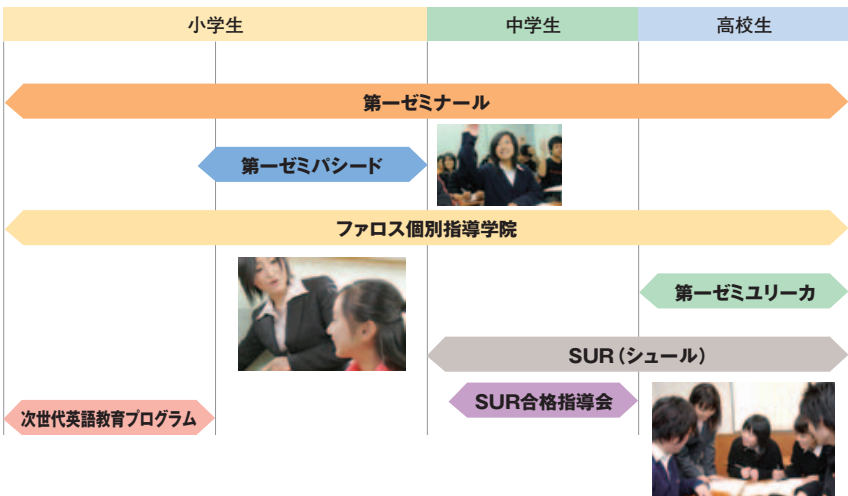 小学生
中学生
高校生
第一ゼミナール
第一ゼミパシード
ファロス個別指導学院
第一ゼミユリーカ
SUR（シュール）
SUR合格指導会
次世代英語教育プログラム